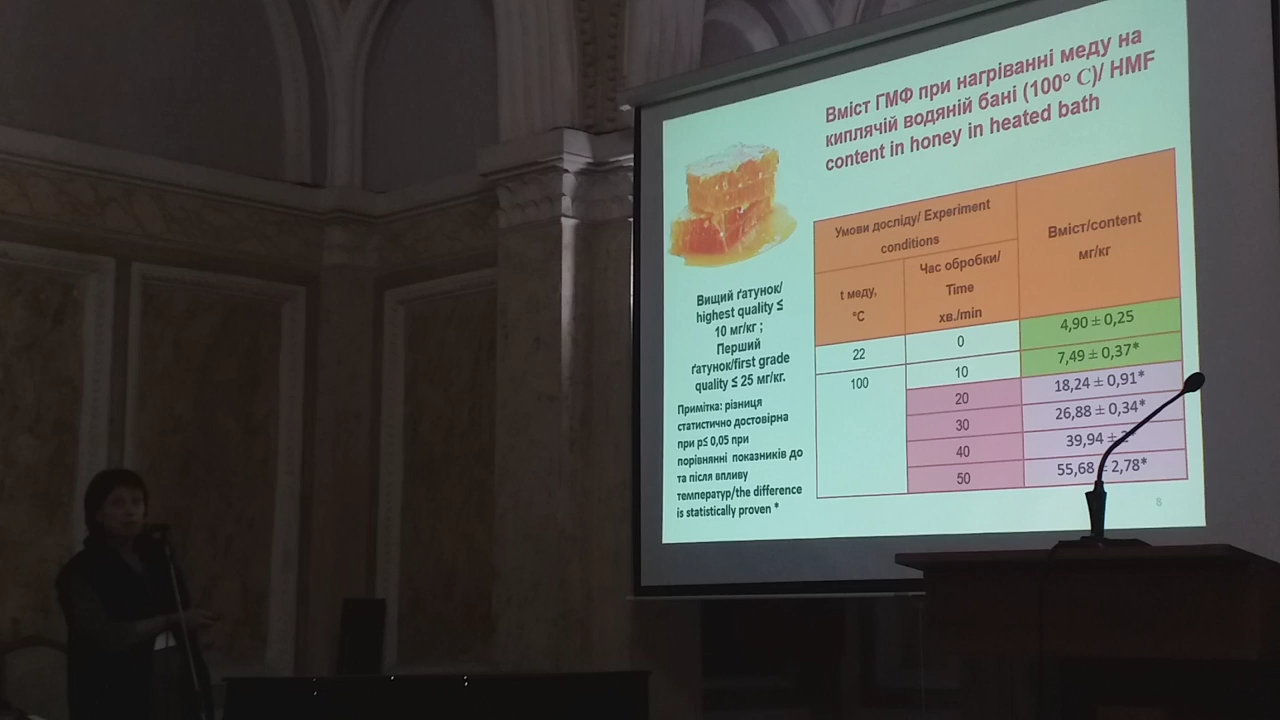 Вміст ГМФ при нагріванні меду на
киплячій водяній бані (100° С)/ HMF
content in honey in heated bath
Вищий ґатунок/
highest quality ≤
10 мг/кг ;
Перший
ґатунок/first grade
quality ≤ 25 мг/кг.
Примітка: різниця
статистично достовірна
при p≤ 0,05 при
порівнянні показників до
та після впливу
температур/the difference
is statistically proven *
Умови досліду/ Experiment
conditions
Вміст/content
мг/кг
t меду,
°С
Час обробки/
Time
хв./min
22 0 4,90 ± 0,25
100 10 7,49 ± 0,37*
20 18,24 ± 0,91*
30 26,88 ± 0,34*
40 39,94 ±
50 55,68 ± 2,78*
8